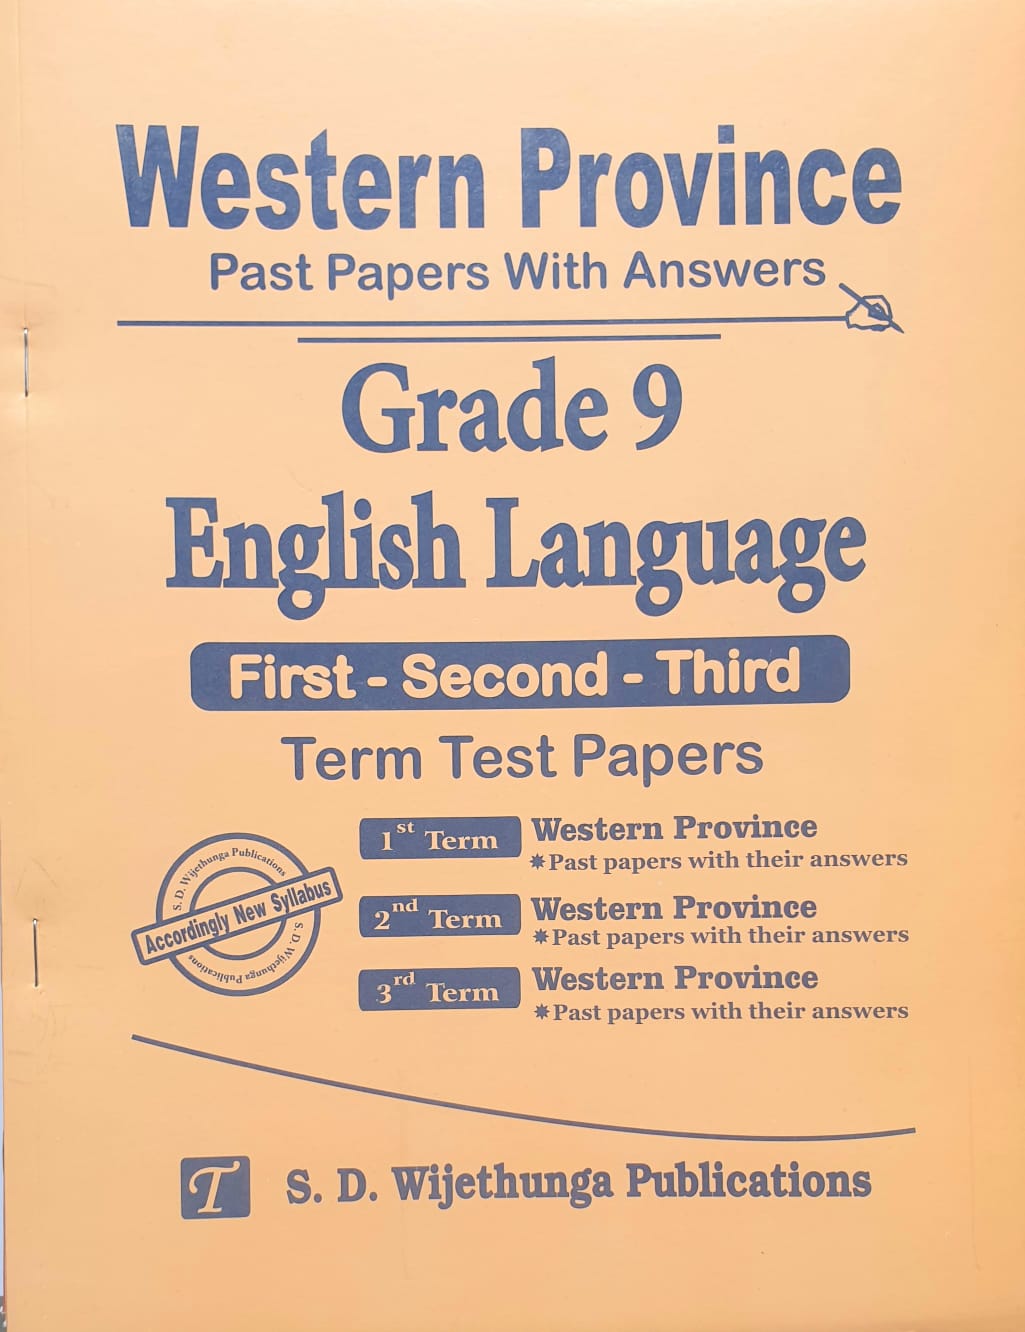 Western Province
Past Papers With Answers
Grade 9
English Language
First - Second - Third
Term Test Papers
1st Term
Western Province
✷Past papers with their answers
2nd Term
Western Province
✷Past papers with their answers
3rd Term
Western Province
✷Past papers with their answers
S. D. Wijethunga Publications
Accordingly New Syllabus
S. D. Wijethunga Publications
T
S. D. Wijethunga Publications